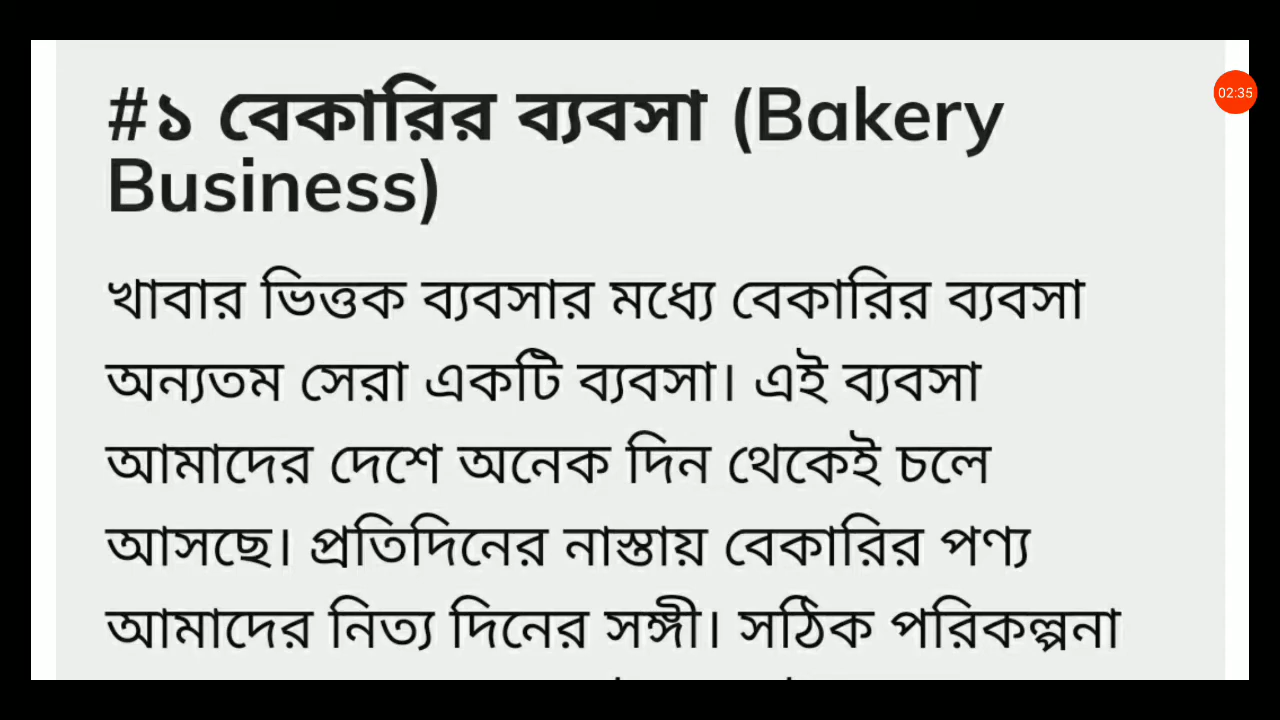 #১ বেকারির ব্যবসা (Bakery
Business)
02:35
খাবার ভিত্তক ব্যবসার মধ্যে বেকারির ব্যবসা
অন্যতম সেরা একটি ব্যবসা। এই ব্যবসা
আমাদের দেশে অনেক দিন থেকেই চলে
আসছে। প্রতিদিনের নাস্তায় বেকারির পণ্য
আমাদের নিত্য দিনের সঙ্গী। সঠিক পরিকল্পনা